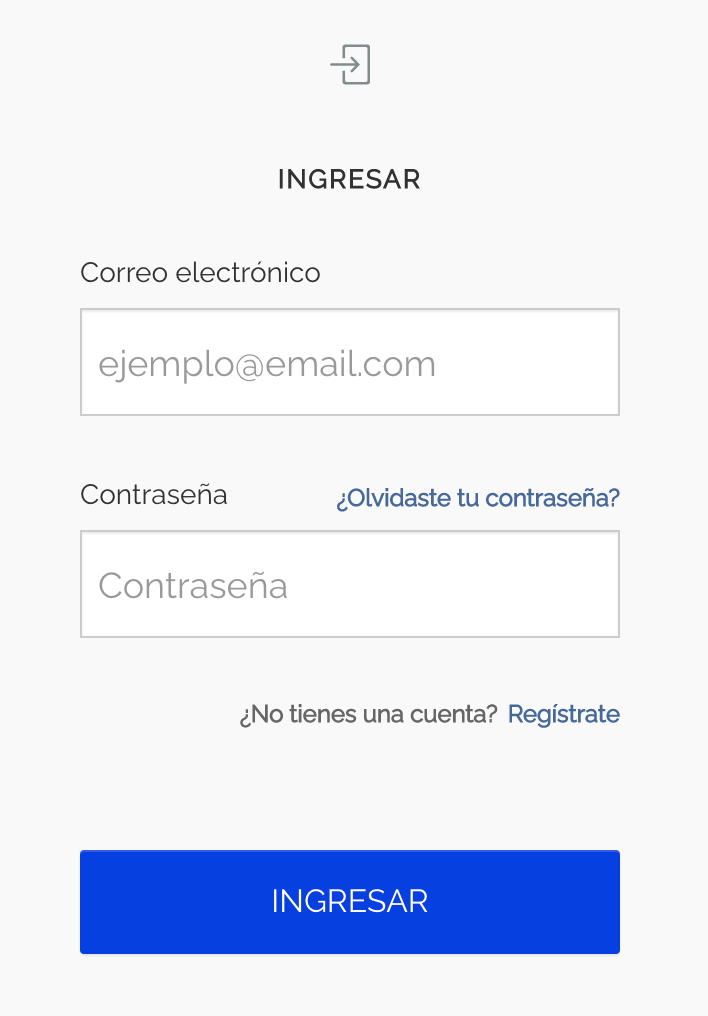 INGRESAR
Correo electrónico
ejemplo@email.com
Contraseña ¿Olvidaste tu contraseña?
Contraseña
¿No tienes una cuenta? Regístrate
INGRESAR